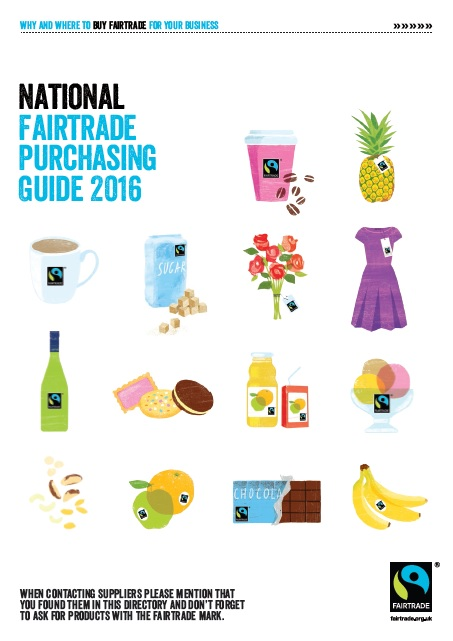 WHY AND WHERE TO BUY FAIRTRADE FOR YOUR BUSINESS
»»»»»
NATIONAL
FAIRTRADE
PURCHASING
GUIDE 2016
FAIRTRADE
SUGAR
CHOCOLA
WHEN CONTACTING SUPPLIERS PLEASE MENTION THAT
YOU FOUND THEM IN THIS DIRECTORY AND DON'T FORGET
TO ASK FOR PRODUCTS WITH THE FAIRTRADE MARK.
FAIRTRADE
®
fairtrade.org.uk